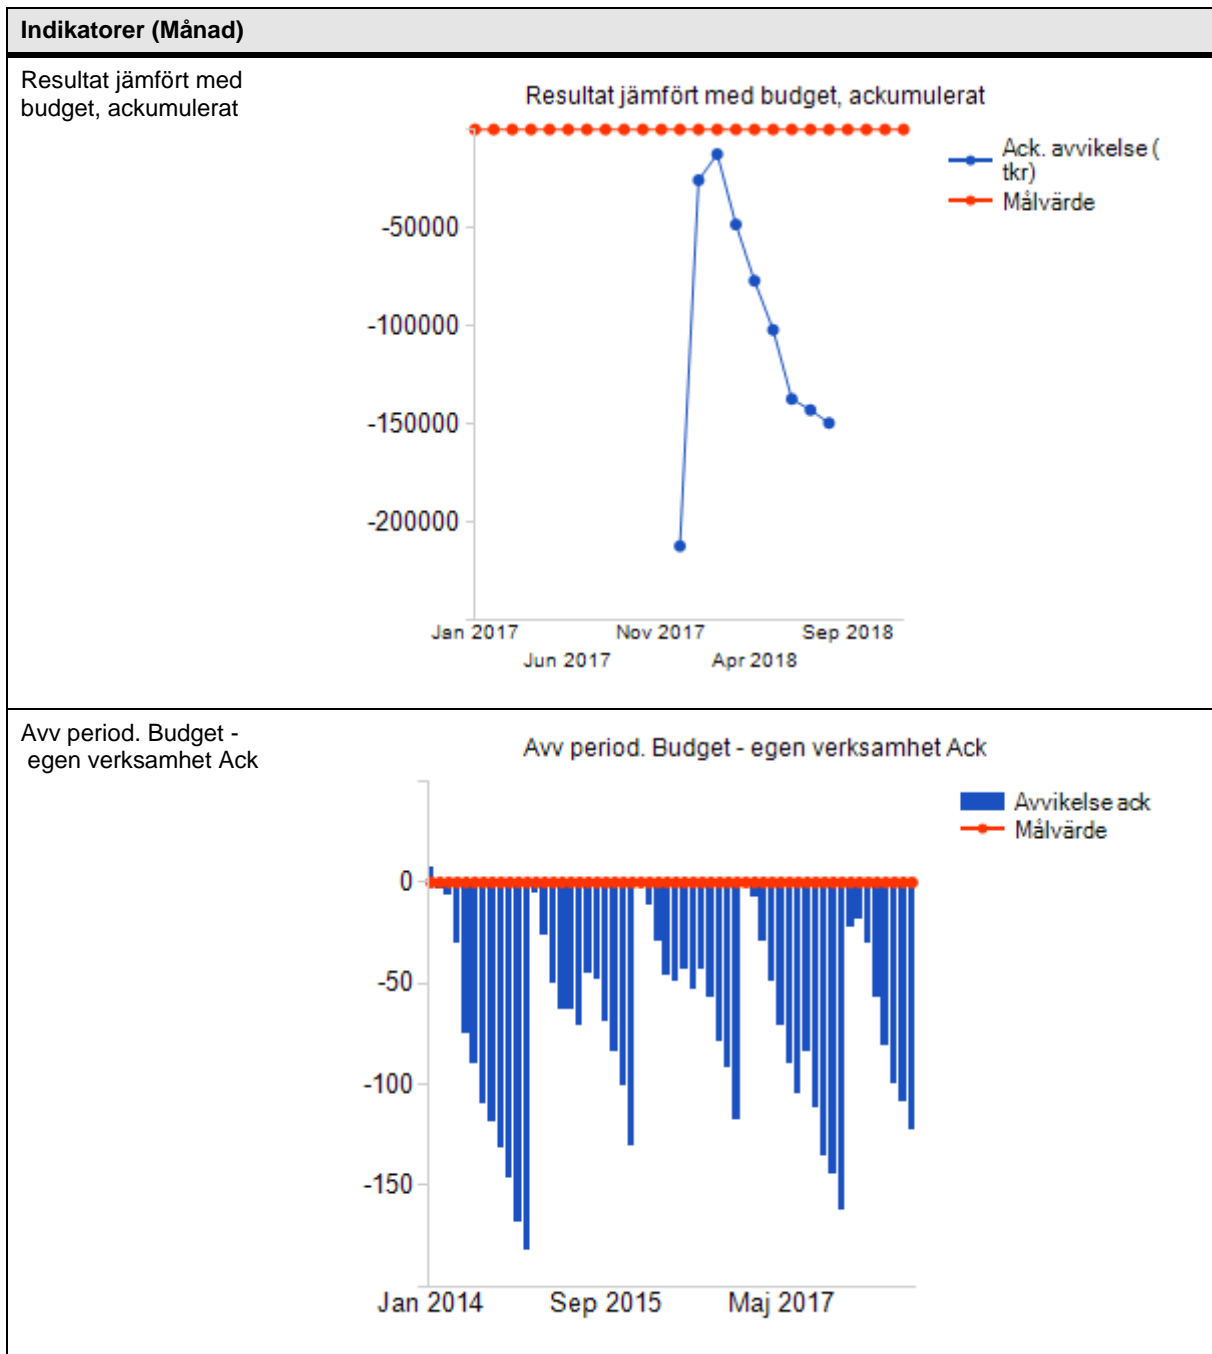 Indikatorer (Månad)
Resultat jämfört med
budget, ackumulerat
Resultat jämfört med budget, ackumulerat
Ack. avvikelse (
tkr)
Målvärde
-50000
-100000
-150000
-200000
Jan 2017
Nov 2017
Sep 2018
Jun 2017
Apr 2018
Avv period. Budget -
egen verksamhet Ack
Avv period. Budget - egen verksamhet Ack
Avvikelse ack
Målvärde
0
-50
-100
-150
Jan 2014
Sep 2015
Maj 2017